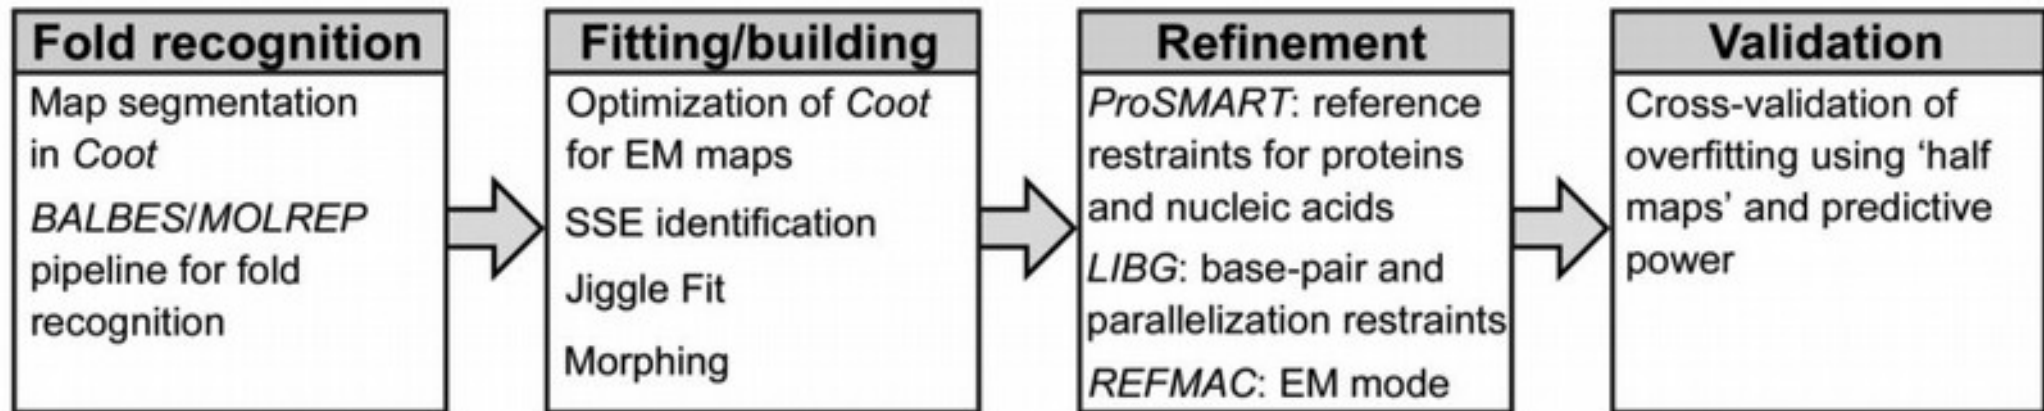 Fold recognition
Map segmentation
in Coot
BALBES/MOLREP
pipeline for fold
recognition
Fitting/building
Optimization of Coot
for EM maps
SSE identification
Jiggle Fit
Morphing
Refinement
ProSMART: reference
restraints for proteins
and nucleic acids
LIBG: base-pair and
parallelization restraints
REFMAC: EM mode
Validation
Cross-validation of
overfitting using ‘half
maps’ and predictive
power